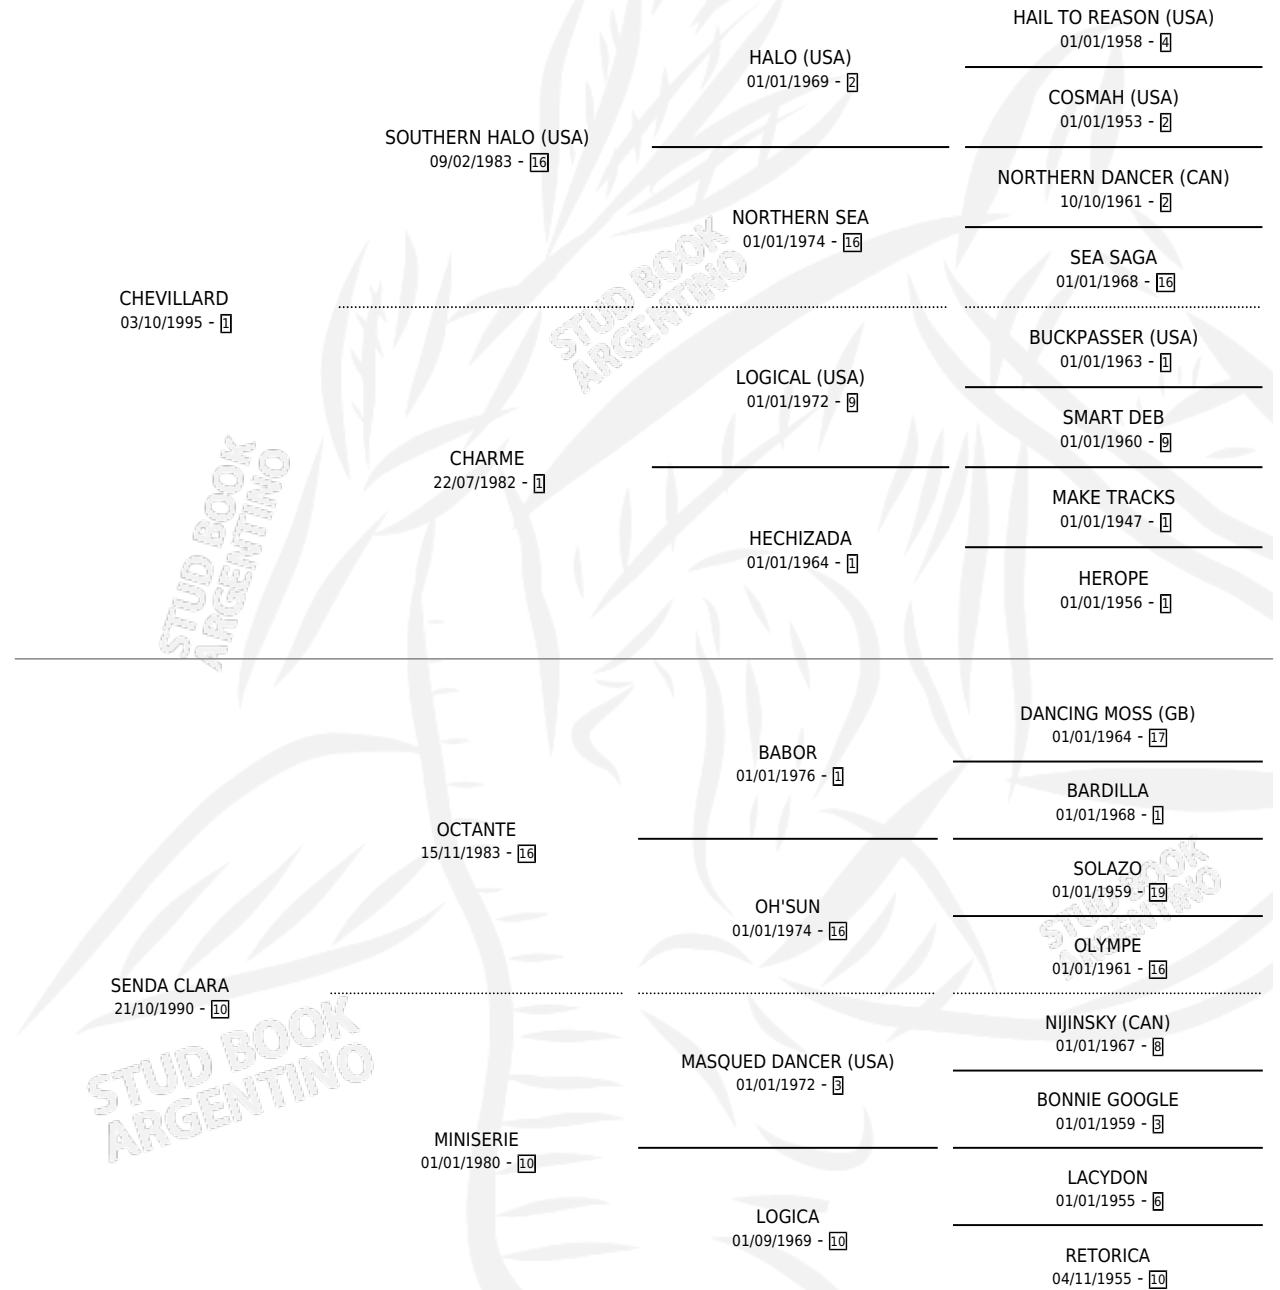 HAIL TO REASON (USA)
01/01/1958 - 4
HALO (USA)
01/01/1969 - 2
COSMAH (USA)
01/01/1953 - 2
SOUTHERN HALO (USA)
09/02/1983 - 16
NORTHERN DANCER (CAN)
10/10/1961 - 2
NORTHERN SEA
01/01/1974 - 16
SEA SAGA
01/01/1968 - 16
STUD BOOK
ARGENTINO
CHEVILLARD
03/10/1995 - 1
BUCKPASSER (USA)
01/01/1963 - 1
LOGICAL (USA)
01/01/1972 - 9
SMART DEB
01/01/1960 - 9
CHARME
22/07/1982 - 1
MAKE TRACKS
01/01/1947 - 1
HECHIZADA
01/01/1964 - 1
HEROPE
01/01/1956 - 1
STUD BOOK
ARGENTINO
DANCING MOSS (GB)
01/01/1964 - 17
BABOR
01/01/1976 - 1
BARDILLA
01/01/1968 - 1
OCTANTE
15/11/1983 - 16
SOLAZO
01/01/1959 - 19
OH'SUN
01/01/1974 - 16
STUD BOOK
ARGENTINO
OLYMPE
01/01/1961 - 16
SENDA CLARA
21/10/1990 - 10
NIJINSKY (CAN)
01/01/1967 - 8
STUD BOOK
ARGENTINO
MASQUED DANCER (USA)
01/01/1972 - 3
BONNIE GOOGLE
01/01/1959 - 3
MINISERIE
01/01/1980 - 10
LACYDON
01/01/1955 - 6
LOGICA
01/09/1969 - 10
RETORICA
04/11/1955 - 10